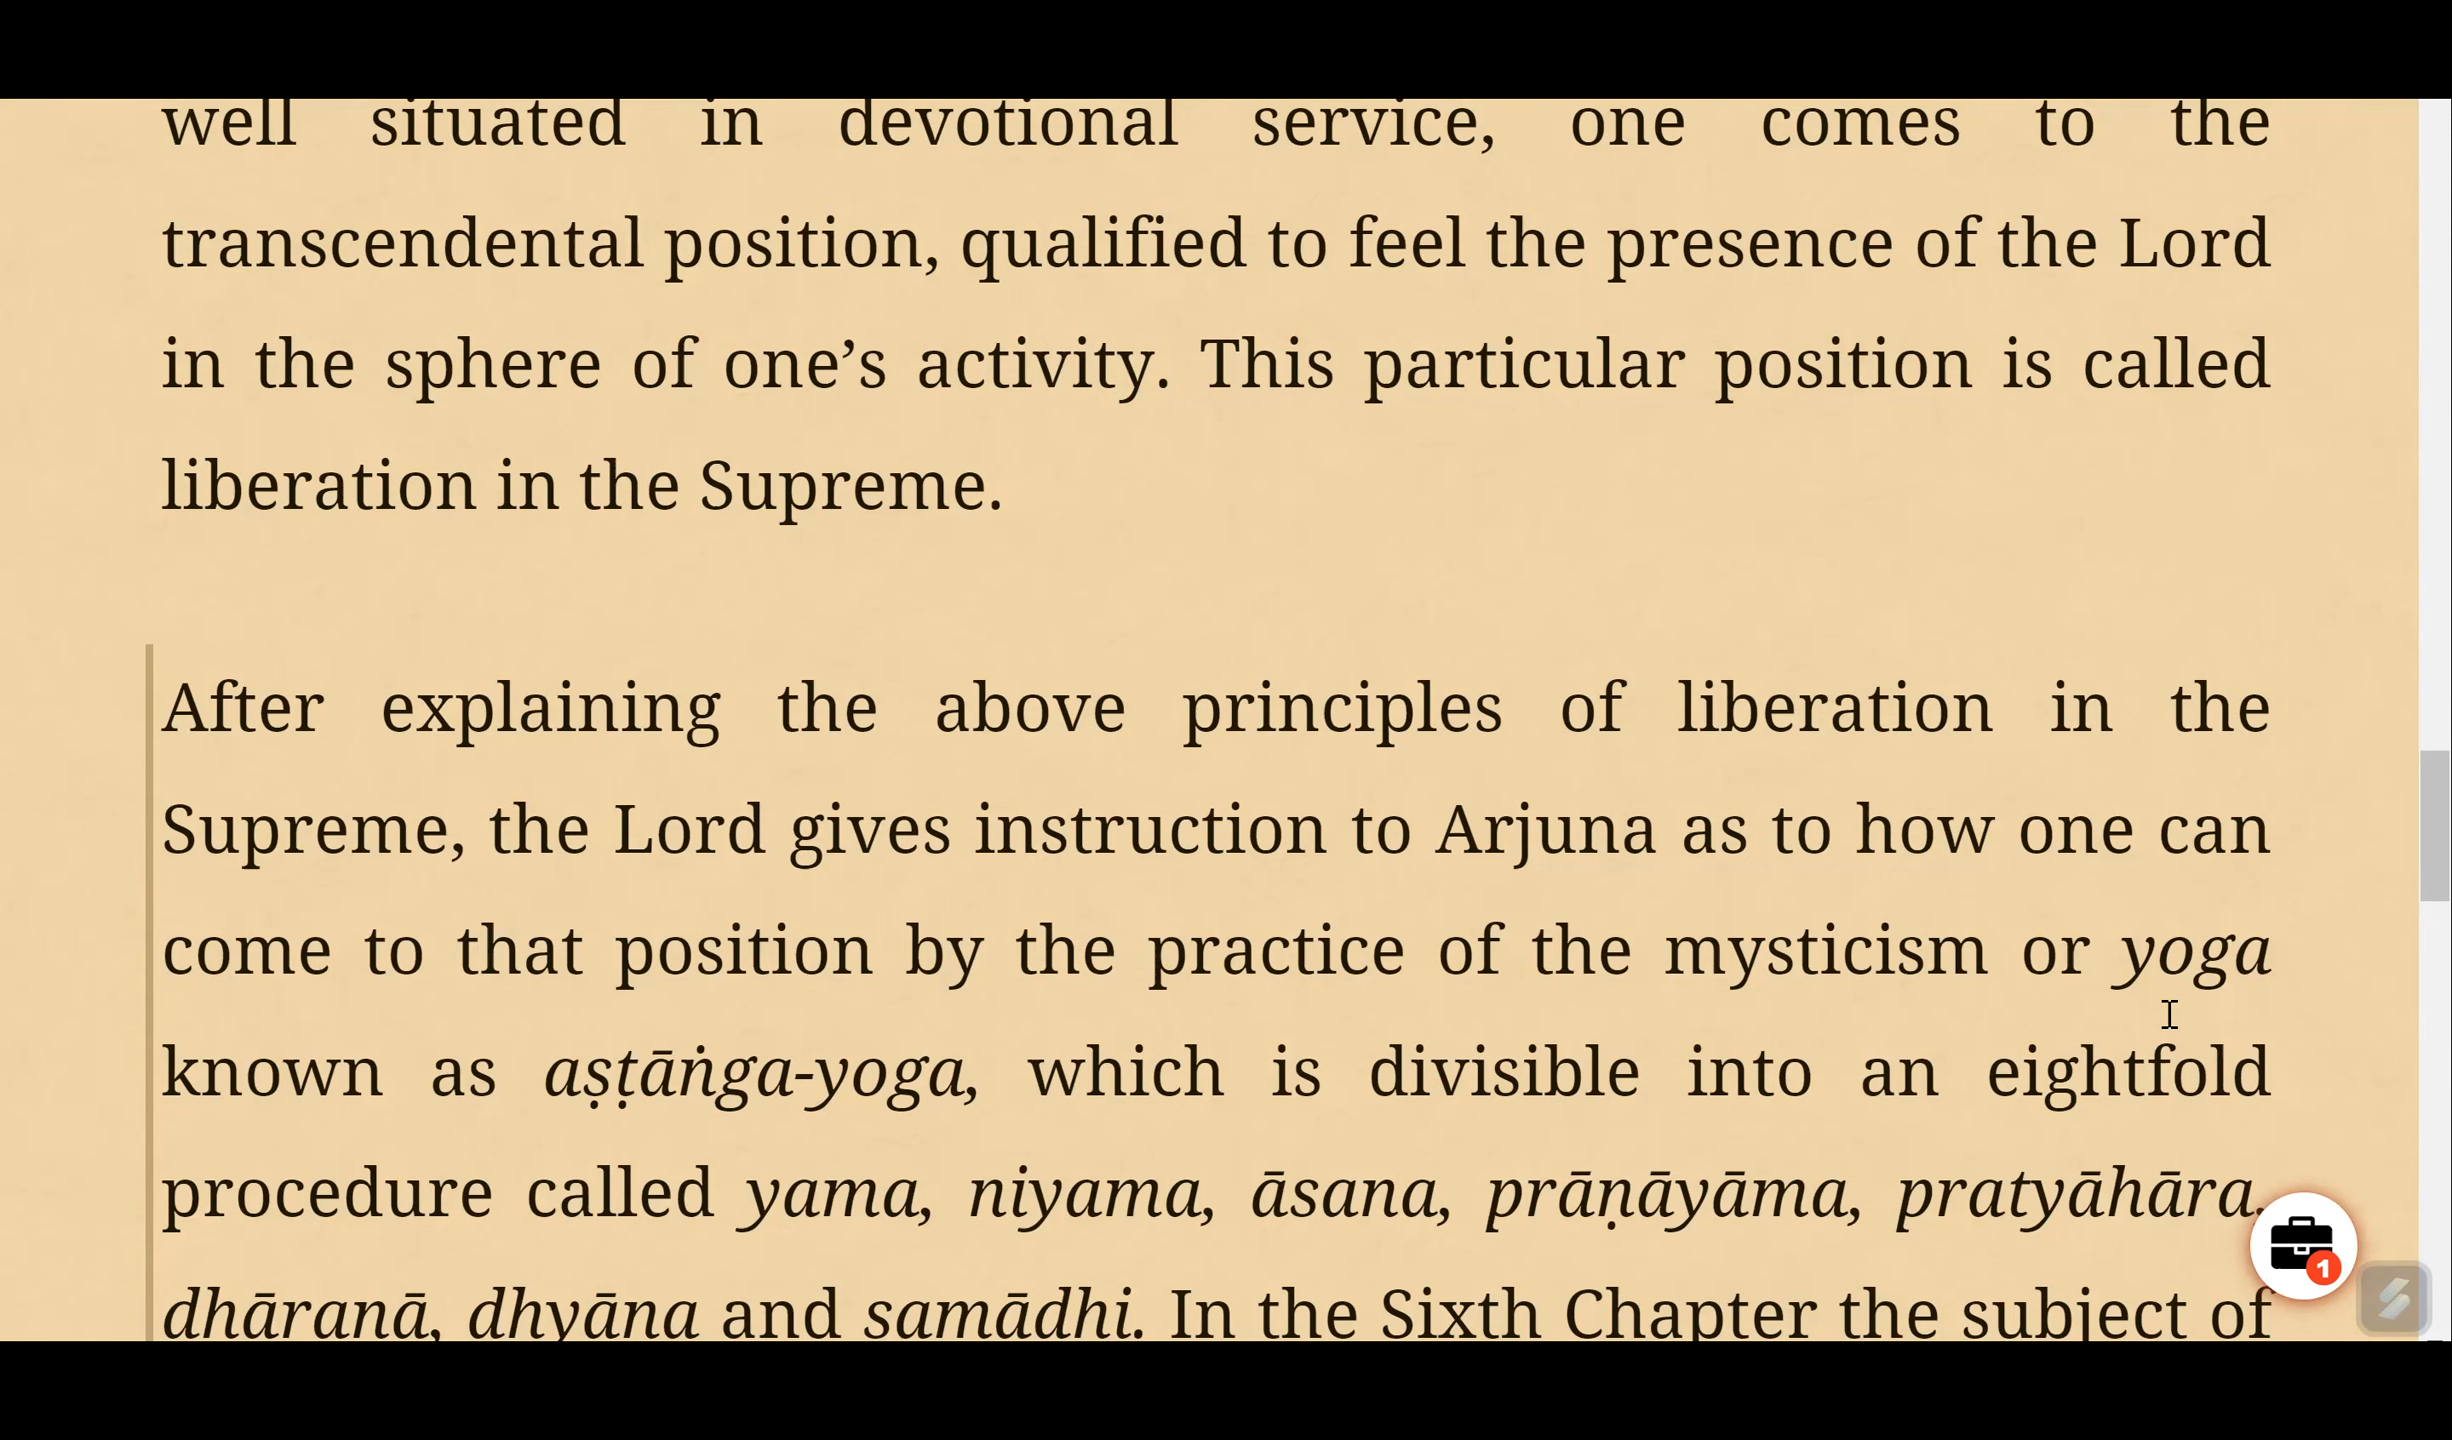 well situated in devotional service, one comes to the
transcendental position, qualified to feel the presence of the Lord
in the sphere of one’s activity. This particular position is called
liberation in the Supreme.
After explaining the above principles of liberation in the
Supreme, the Lord gives instruction to Arjuna as to how one can
come to that position by the practice of the mysticism or yoga
known as aṣṭāṅga-yoga, which is divisible into an eightfold
procedure called yama, niyama, āsana, prāṇāyāma, pratyāhāra,
dhāranā, dhyāna and samādhi. In the Sixth Chapter the subject of
1